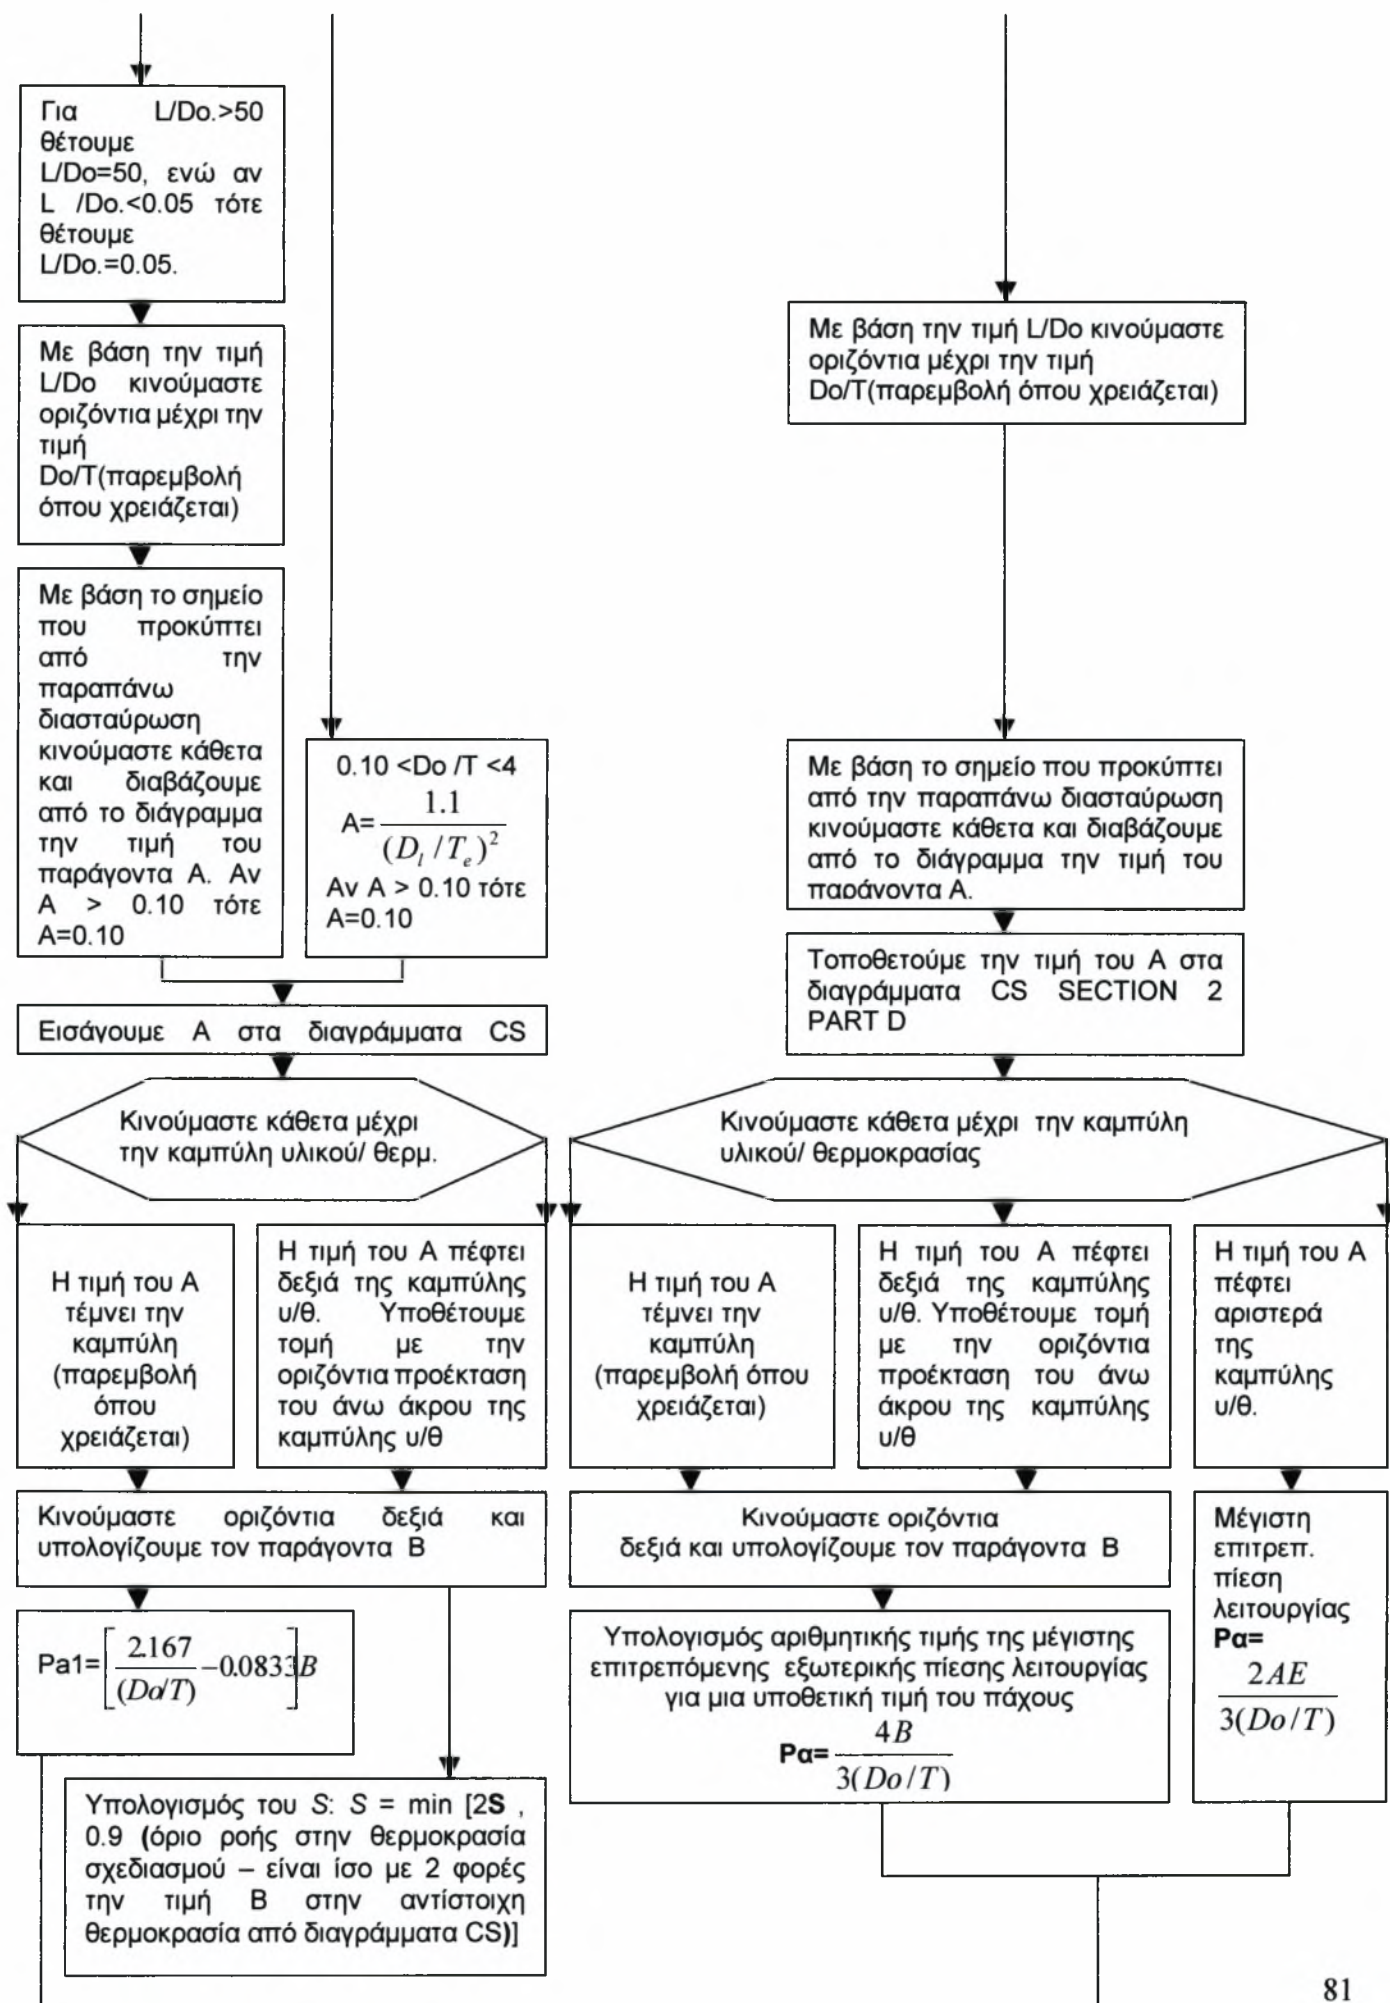 Για L/Do.>50
θέτουμε
L/Do=50, ενώ αν
L /Do.<0.05 τότε
θέτουμε
L/Do.=0.05.
Με βάση την τιμή
L/Do κινούμαστε
οριζόντια μέχρι την
τιμή
Do/T(παρεμβολή
όπου χρειάζεται)
Με βάση το σημείο
που προκύπτει
από την
παραπάνω
διασταύρωση
κινούμαστε κάθετα
και διαβάζουμε
από το διάγραμμα
την τιμή του
παράγοντα Α. Αν
Α > 0.10 τότε
Α=0.10
0.10 <Do /T <4
A= 1.1 / (D_l /T_e)^2
Αν Α > 0.10 τότε
Α=0.10
Με βάση την τιμή L/Do κινούμαστε
οριζόντια μέχρι την τιμή
Do/T(παρεμβολή όπου χρειάζεται)
Με βάση το σημείο που προκύπτει
από την παραπάνω διασταύρωση
κινούμαστε κάθετα και διαβάζουμε
από το διάγραμμα την τιμή του
παράγοντα Α.
Τοποθετούμε την τιμή του Α στα
διαγράμματα CS SECTION 2
PART D
Εισάγουμε Α στα διαγράμματα CS
Κινούμαστε κάθετα μέχρι
την καμπύλη υλικού/ θερμ.
Κινούμαστε κάθετα μέχρι την καμπύλη
υλικού/ θερμοκρασίας
Η τιμή του Α
τέμνει την
καμπύλη
(παρεμβολή
όπου
χρειάζεται)
Η τιμή του Α πέφτει
δεξιά της καμπύλης
υ/θ. Υποθέτουμε
τομή με την
οριζόντια προέκταση
του άνω άκρου της
καμπύλης υ/θ
Η τιμή του Α
τέμνει την
καμπύλη
(παρεμβολή όπου
χρειάζεται)
Η τιμή του Α πέφτει
δεξιά της καμπύλης
υ/θ. Υποθέτουμε τομή
με την οριζόντια
προέκταση του άνω
άκρου της καμπύλης
υ/θ
Η τιμή του Α
πέφτει
αριστερά
της
καμπύλης
υ/θ.
Κινούμαστε οριζόντια δεξιά και
υπολογίζουμε τον παράγοντα Β
Κινούμαστε οριζόντια
δεξιά και υπολογίζουμε τον παράγοντα Β
Μέγιστη
επιτρεπ.
πίεση
λειτουργίας
Pα=
2AE / 3(Do/T)
Pa1=[2.167 / (Do/T) −0.0833]B
Υπολογισμός αριθμητικής τιμής της μέγιστης
επιτρεπόμενης εξωτερικής πίεσης λειτουργίας
για μια υποθετική τιμή του πάχους
Pα= 4B / 3(Do/T)
Υπολογισμός του S: S = min [2S ,
0.9 (όριο ροής στην θερμοκρασία
σχεδιασμού – είναι ίσο με 2 φορές
την τιμή Β στην αντίστοιχη
θερμοκρασία από διαγράμματα CS)]
81